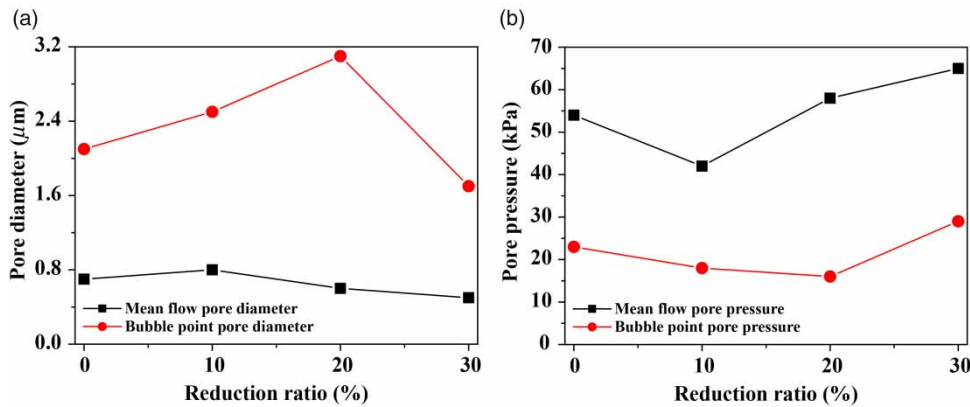 (a)
3.2
2.4
1.6
0.8
0.0
Pore diameter (μm)
Mean flow pore diameter
Bubble point pore diameter
0 10 20 30
Reduction ratio (%)
(b)
70
60
50
40
30
20
10
0
Pore pressure (kPa)
Mean flow pore pressure
Bubble point pore pressure
0 10 20 30
Reduction ratio (%)